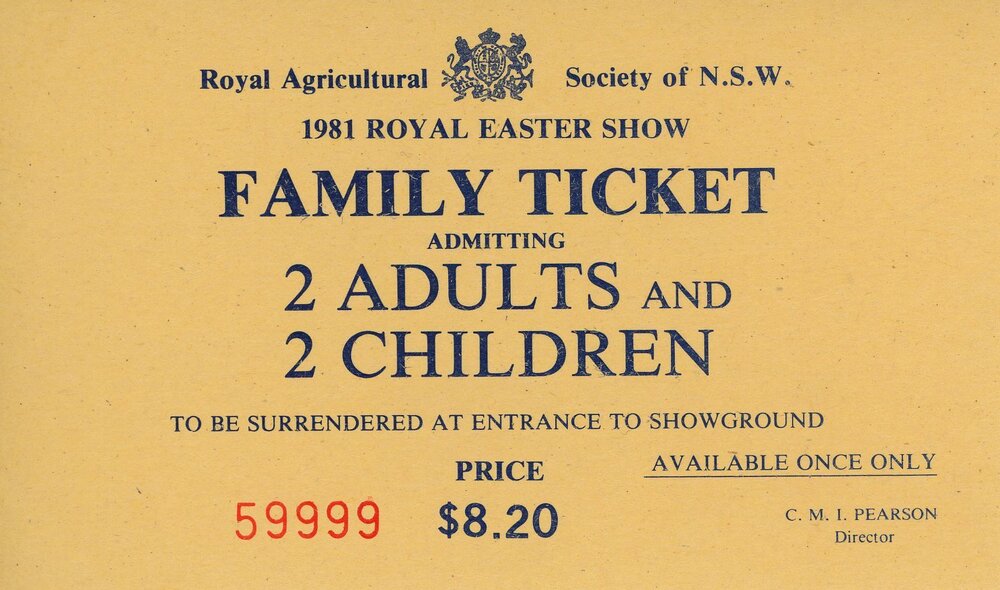 Royal Agricultural Society of N.S.W.
1981 ROYAL EASTER SHOW
FAMILY TICKET
ADMITTING
2 ADULTS AND
2 CHILDREN
TO BE SURRENDERED AT ENTRANCE TO SHOWGROUND
PRICE
AVAILABLE ONCE ONLY
59999
$8.20
C. M. I. PEARSON
Director